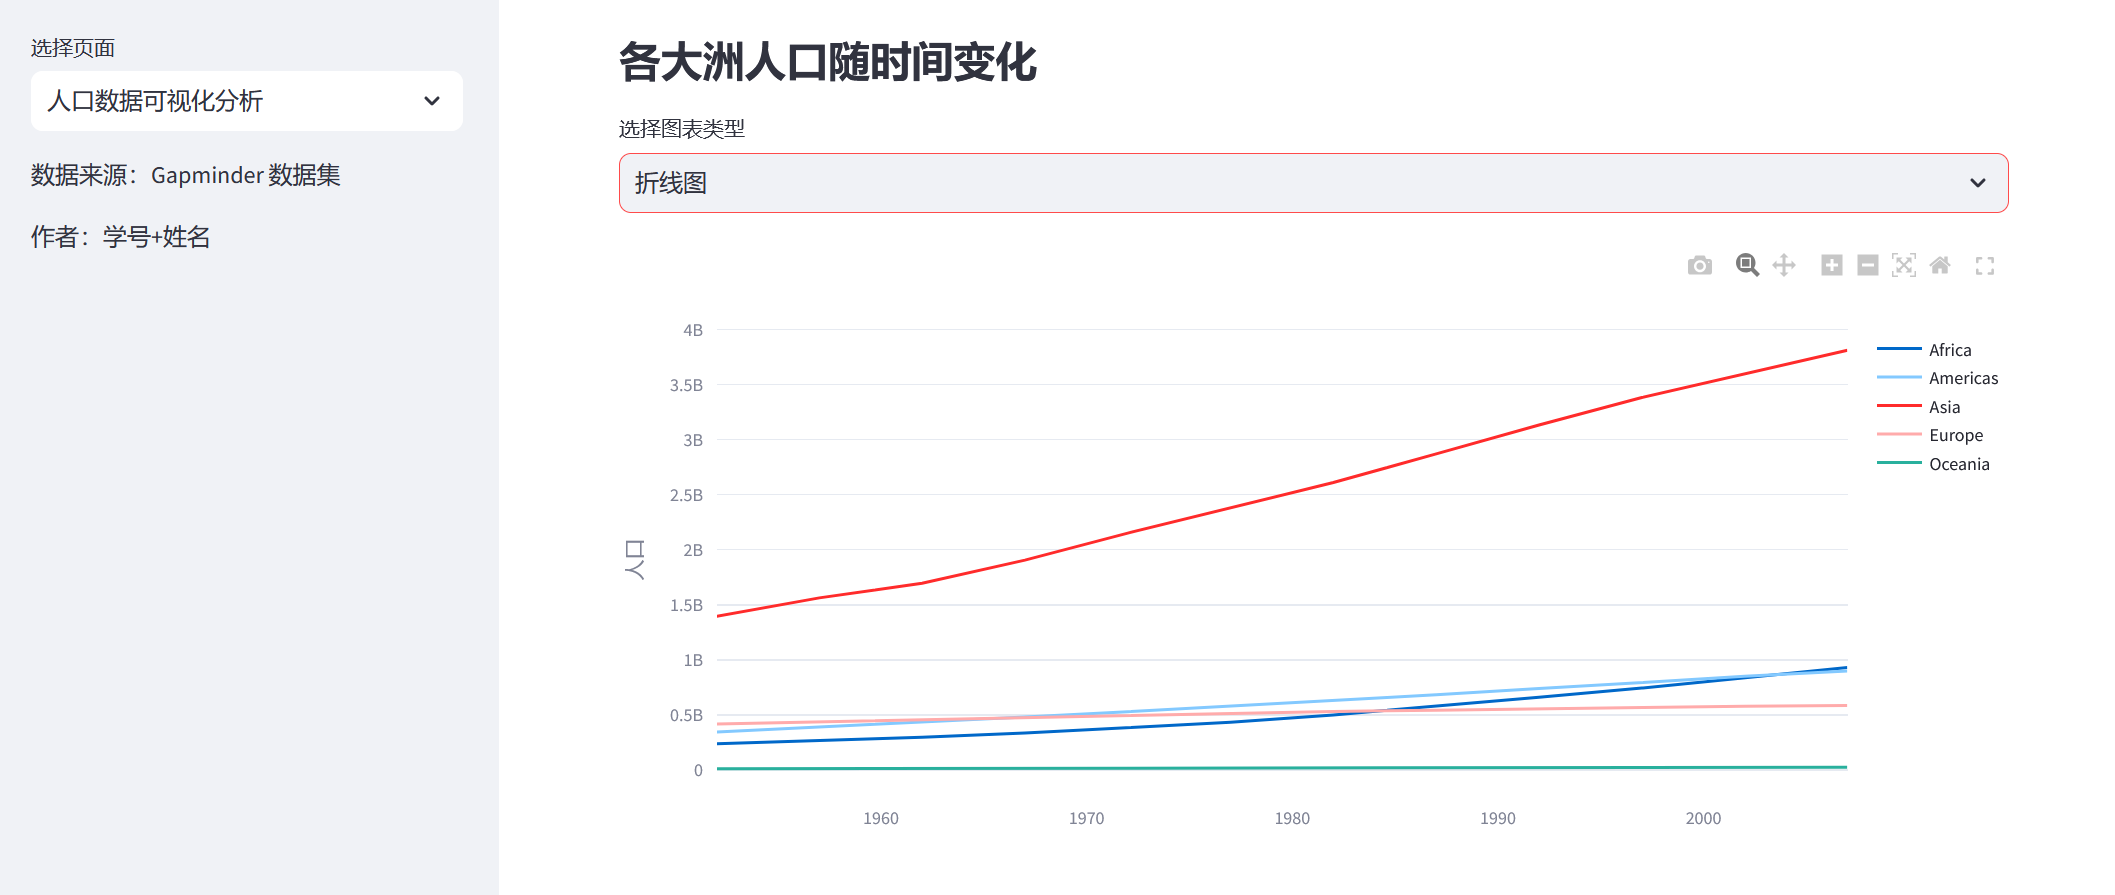 选择页面
人口数据可视化分析
数据来源：Gapminder 数据集
作者：学号+姓名
各大洲人口随时间变化
选择图表类型
折线图
人口
4B
3.5B
3B
2.5B
2B
1.5B
1B
0.5B
0
1960
1970
1980
1990
2000
Africa
Americas
Asia
Europe
Oceania